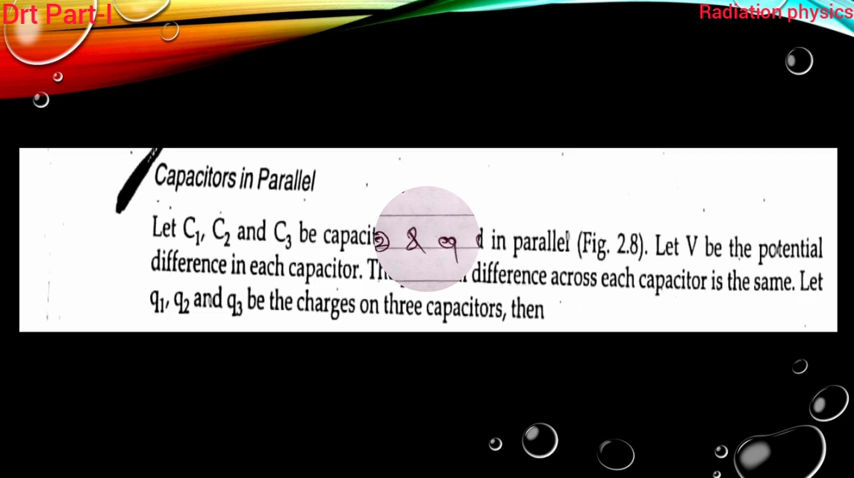 Drt Part-I
Radiation physics
Capacitors in Parallel
Let C₁, C₂ and C₃ be in parallel (Fig. 2.8). Let V be the potential
difference in each capacitor. difference across each capacitor is the same. Let
q₁, q₂ and q₃ be the charges on three capacitors, then
② &